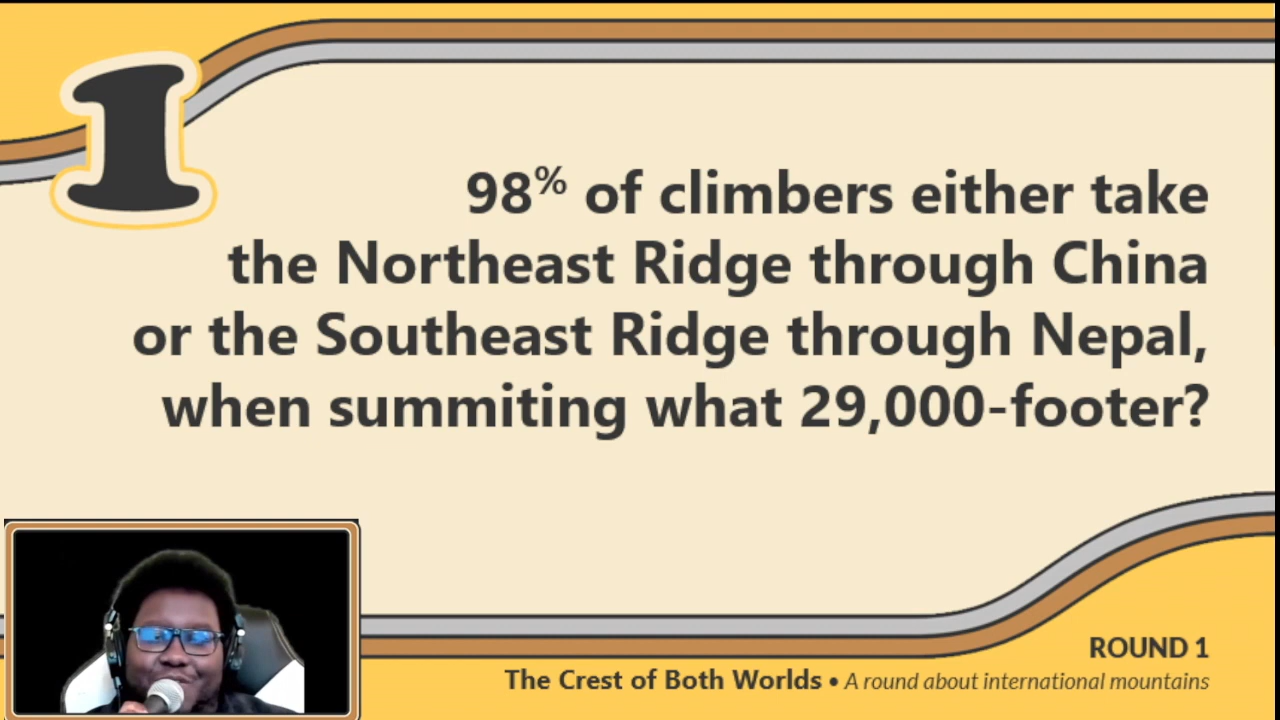 1
98% of climbers either take
the Northeast Ridge through China
or the Southeast Ridge through Nepal,
when summiting what 29,000-footer?
ROUND 1
The Crest of Both Worlds • A round about international mountains